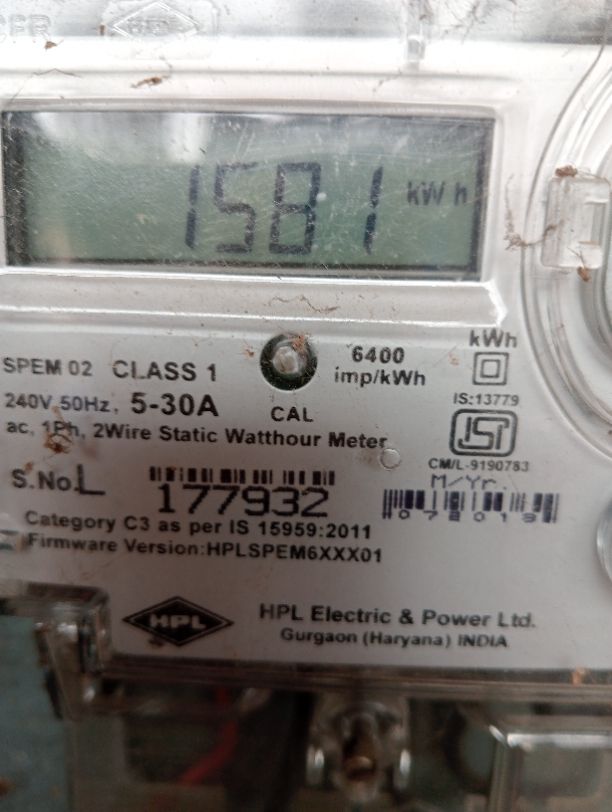 1581 kWh
SPEM 02 CLASS 1
6400
imp/kWh
kWh
240V, 50Hz, 5-30A
CAL
IS:13779
ac, 1Ph, 2Wire Static Watthour Meter
ISI
CM/L-9190783
S.No.L 177932
M/Yr.
072019
Category C3 as per IS 15959:2011
Firmware Version:HPLSPEM6XXX01
HPL
HPL Electric & Power Ltd.
Gurgaon (Haryana) INDIA